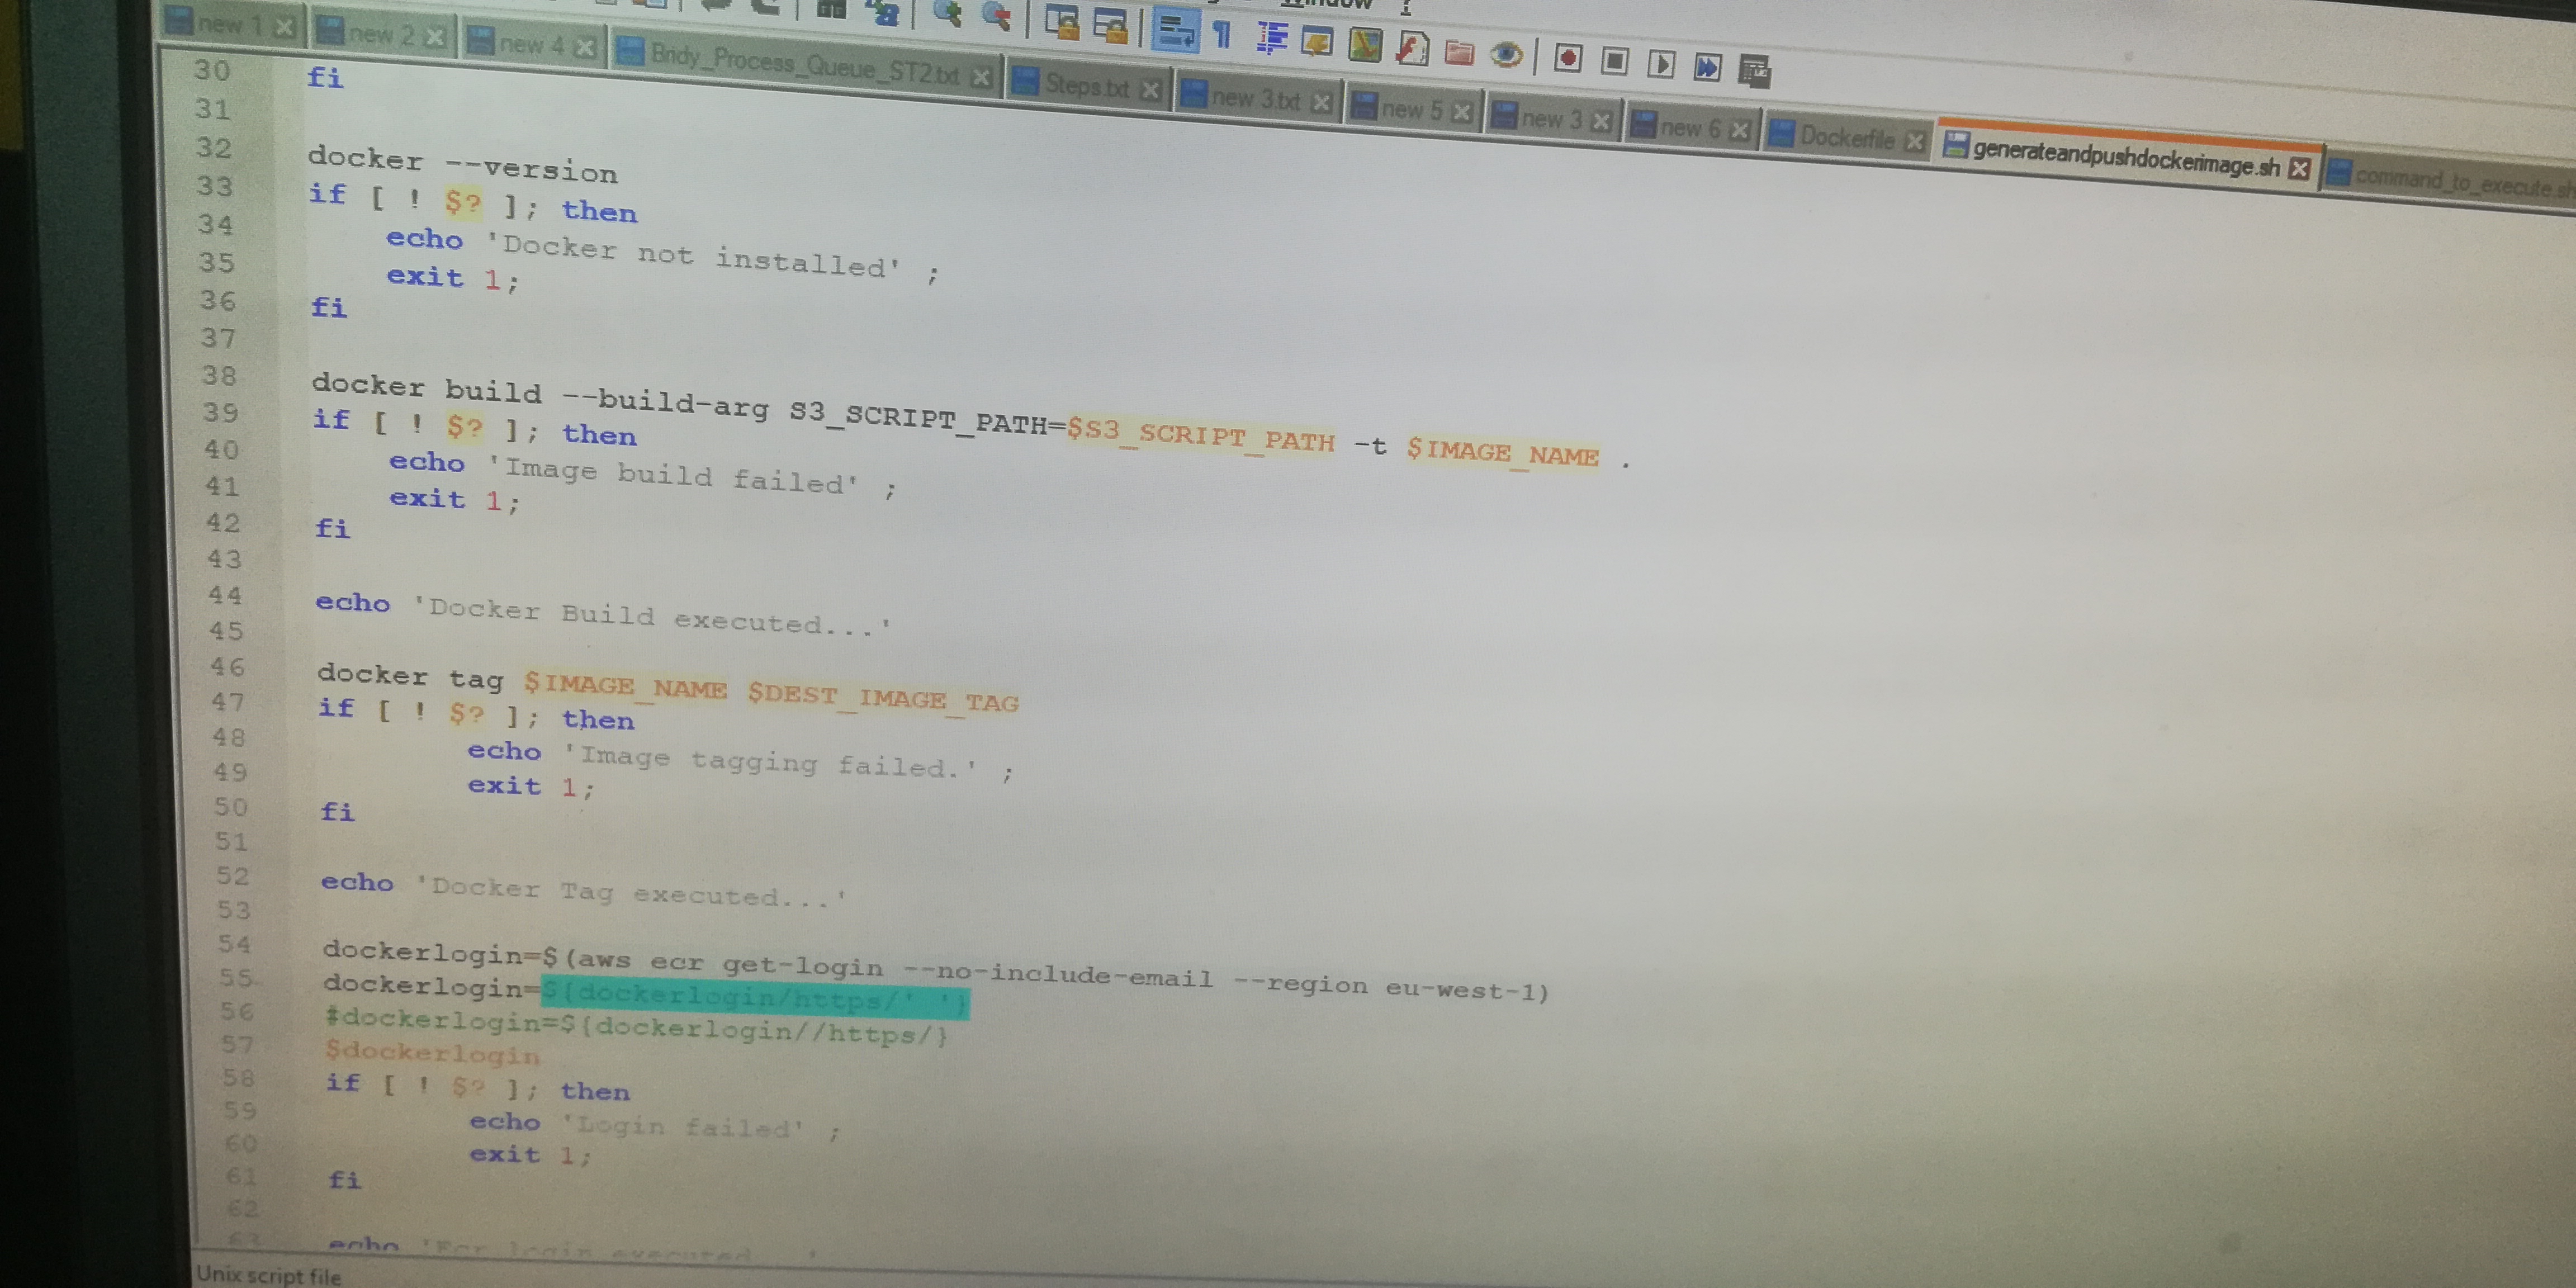 Window ?
new 1
new 2
new 4
Bridy_Process_Queue_ST2.txt
Steps.txt
new 3.txt
new 5
new 3
new 6
Dockerfile
generateandpushdockerimage.sh
command_to_execute.sh
30 fi
31
32 docker --version
33 if [ ! $? ]; then
34 echo 'Docker not installed' ;
35 exit 1;
36 fi
37
38 docker build --build-arg S3_SCRIPT_PATH=$S3_SCRIPT_PATH -t $IMAGE_NAME .
39 if [ ! $? ]; then
40 echo 'Image build failed' ;
41 exit 1;
42 fi
43
44 echo 'Docker Build executed...'
45
46 docker tag $IMAGE_NAME $DEST_IMAGE_TAG
47 if [ ! $? ]; then
48 echo 'Image tagging failed.' ;
49 exit 1;
50 fi
51
52 echo 'Docker Tag executed...'
53
54 dockerlogin=$(aws ecr get-login --no-include-email --region eu-west-1)
55 dockerlogin=${dockerlogin/https/' '}
56 #dockerlogin=${dockerlogin//https/}
57 $dockerlogin
58 if [ ! $? ]; then
59 echo 'Login failed' ;
60 exit 1;
61 fi
62
63 echo 'Ecr login executed...'
Unix script file